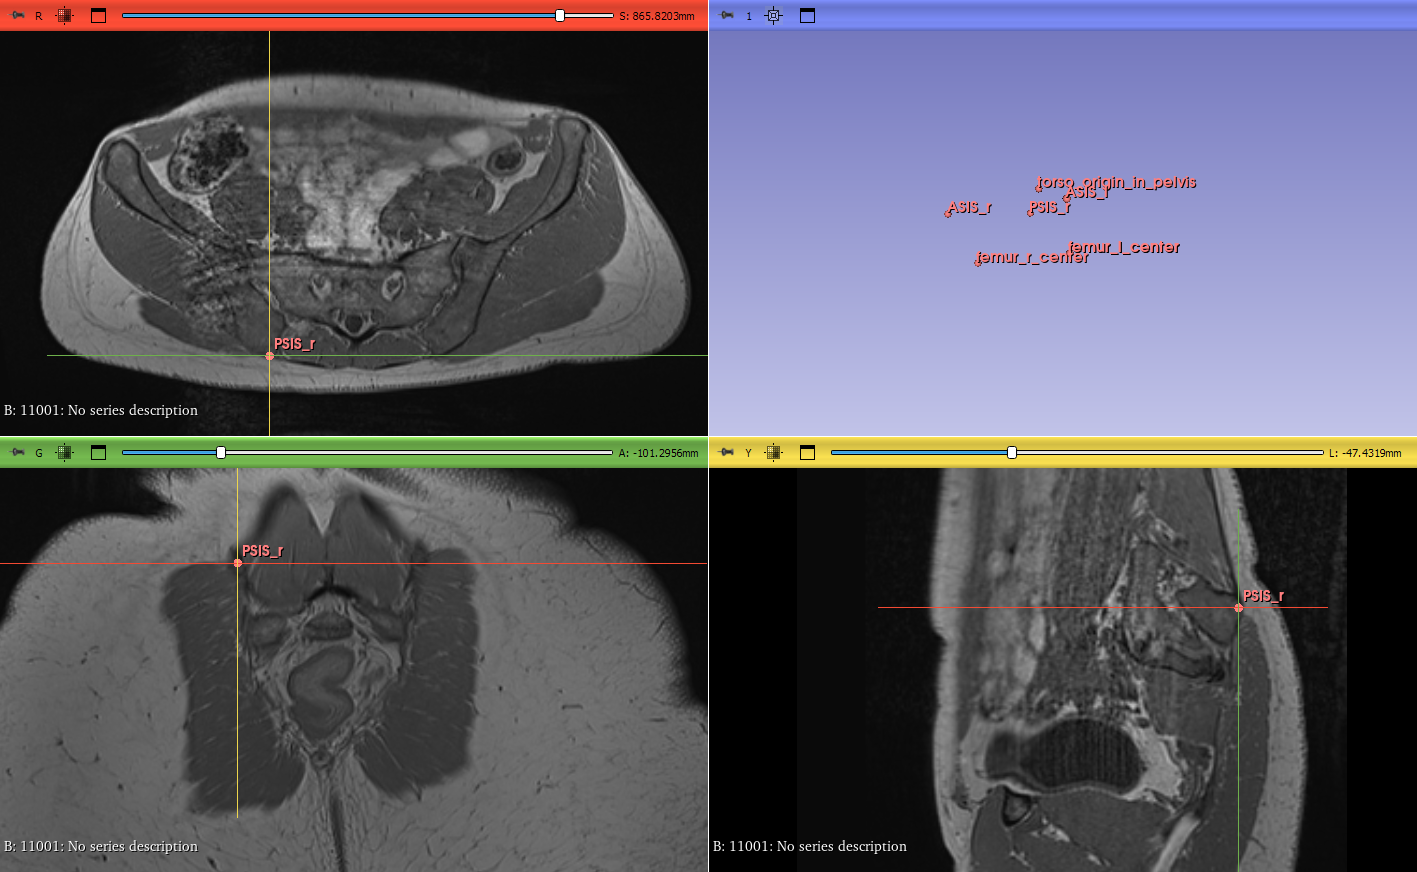 R
S: 865.8203mm
PSIS_r
B: 11001: No series description
1
torso_origin_in_pelvis
ASIS_l
ASIS_r
PSIS_r
femur_l_center
femur_r_center
G
A: -101.2956mm
PSIS_r
B: 11001: No series description
Y
L: -47.4319mm
PSIS_r
B: 11001: No series description